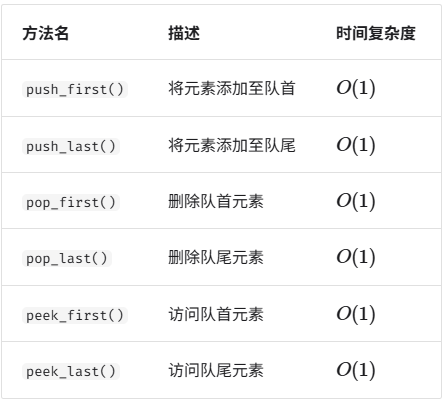 方法名 描述 时间复杂度
push_first() 将元素添加至队首 O(1)
push_last() 将元素添加至队尾 O(1)
pop_first() 删除队首元素 O(1)
pop_last() 删除队尾元素 O(1)
peek_first() 访问队首元素 O(1)
peek_last() 访问队尾元素 O(1)